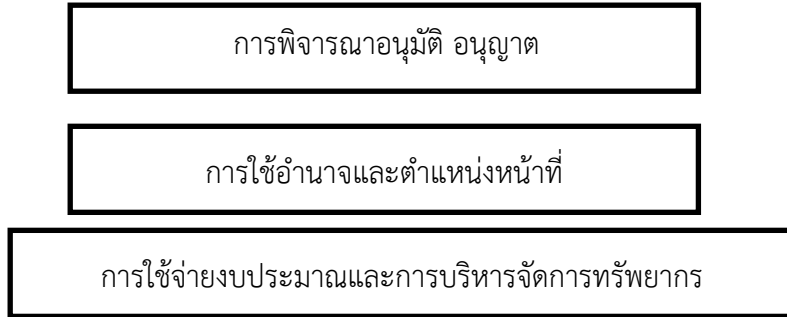 การพิจารณาอนุมัติ อนุญาต
การใช้อำนาจและตำแหน่งหน้าที่
การใช้จ่ายงบประมาณและการบริหารจัดการทรัพยากร